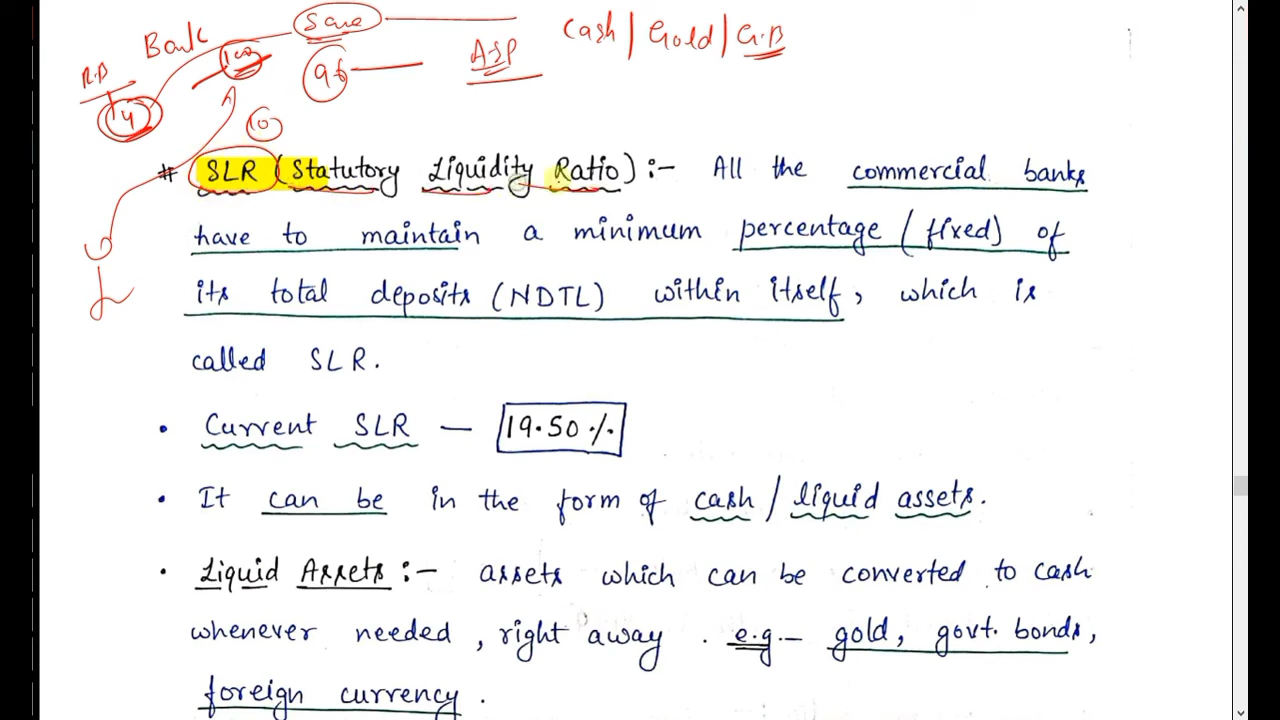 Save
Cash / Gold / G.B
Bank
100
96
ASP
R.B
4
10
# SLR (Statutory Liquidity Ratio) :- All the commercial banks
have to maintain a minimum percentage (fixed) of
its total deposits (NDTL) within itself, which is
called SLR.
• Current SLR — 19.50 %.
• It can be in the form of cash / liquid assets.
• Liquid Assets :- assets which can be converted to cash
whenever needed, right away. e.g.- gold, govt. bonds,
foreign currency.